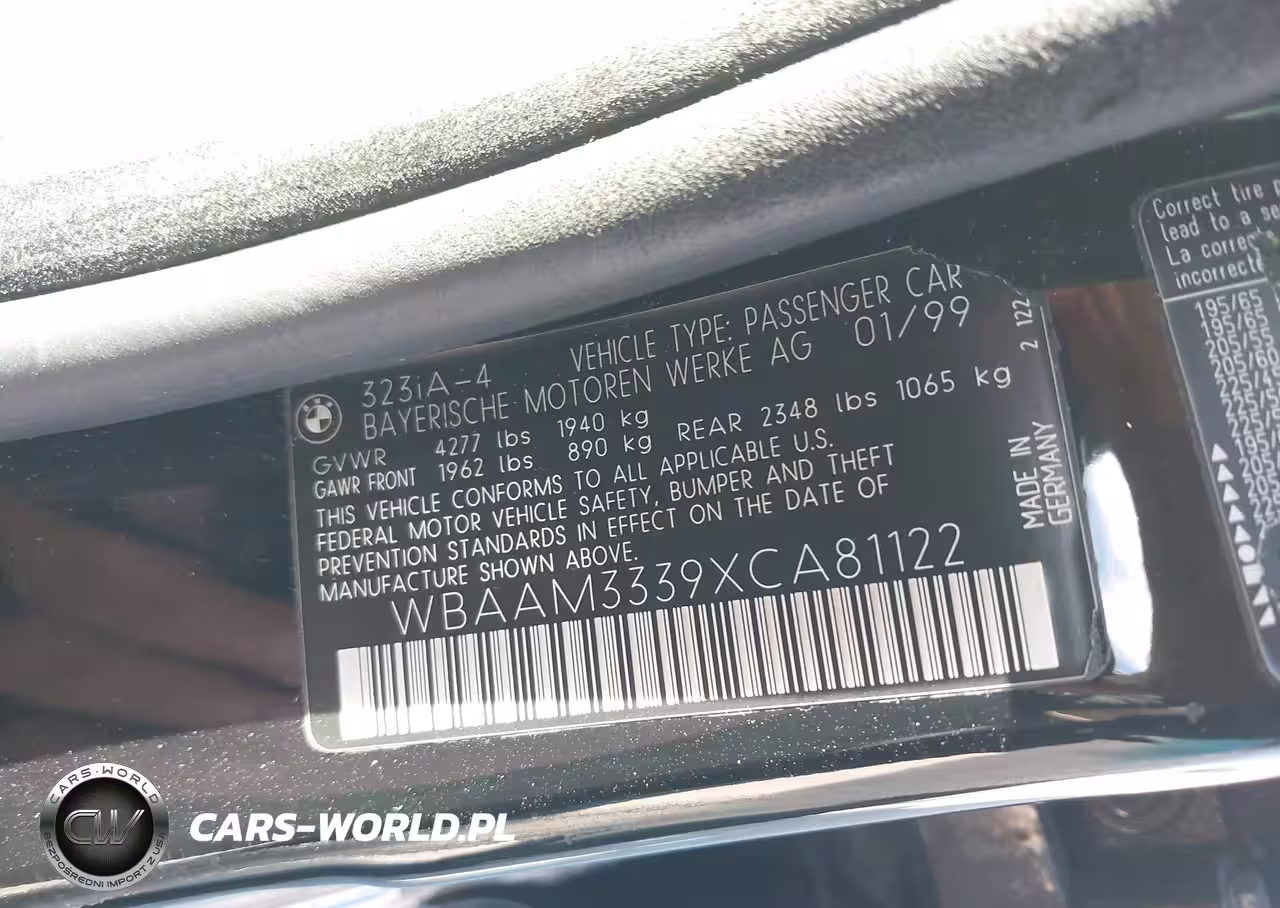 323iA-4 VEHICLE TYPE: PASSENGER CAR
BAYERISCHE MOTOREN WERKE AG 01/99
GVWR 4277 lbs 1940 kg
GAWR FRONT 1962 lbs 890 kg REAR 2348 lbs 1065 kg
THIS VEHICLE CONFORMS TO ALL APPLICABLE U.S.
FEDERAL MOTOR VEHICLE SAFETY, BUMPER AND THEFT
PREVENTION STANDARDS IN EFFECT ON THE DATE OF
MANUFACTURE SHOWN ABOVE.
WBAAM3339XCA81122
2 122
MADE IN
GERMANY
Correct tire
lead to a
La
195/65
195/65
205/55
205/60
CARS-WORLD
CW
BEZPOŚREDNI IMPORT Z USA
CARS-WORLD.PL